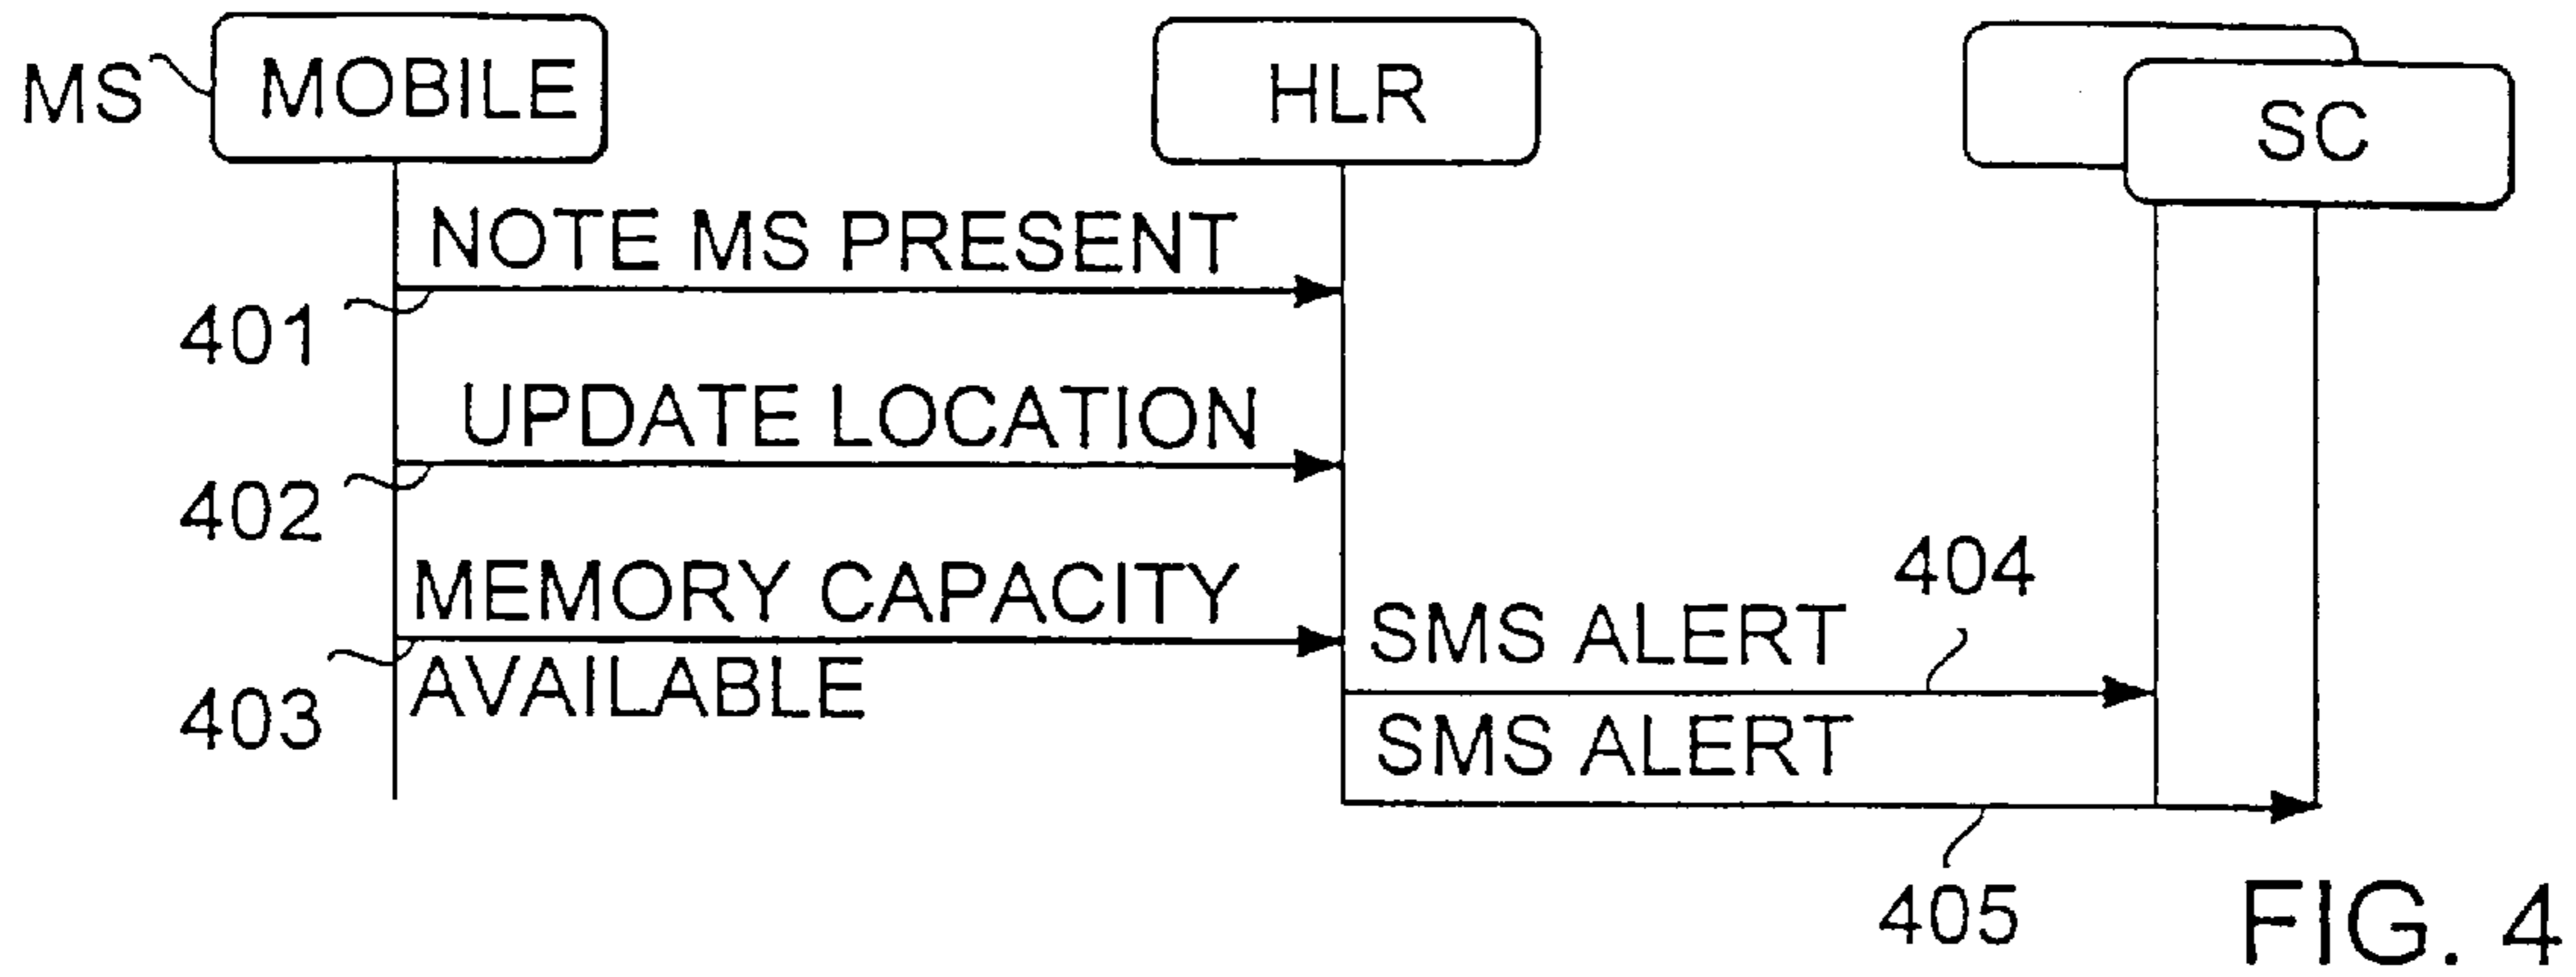 MS
MOBILE
HLR
SC
NOTE MS PRESENT
401
UPDATE LOCATION
402
MEMORY CAPACITY
AVAILABLE
403
SMS ALERT
404
SMS ALERT
405
FIG. 4